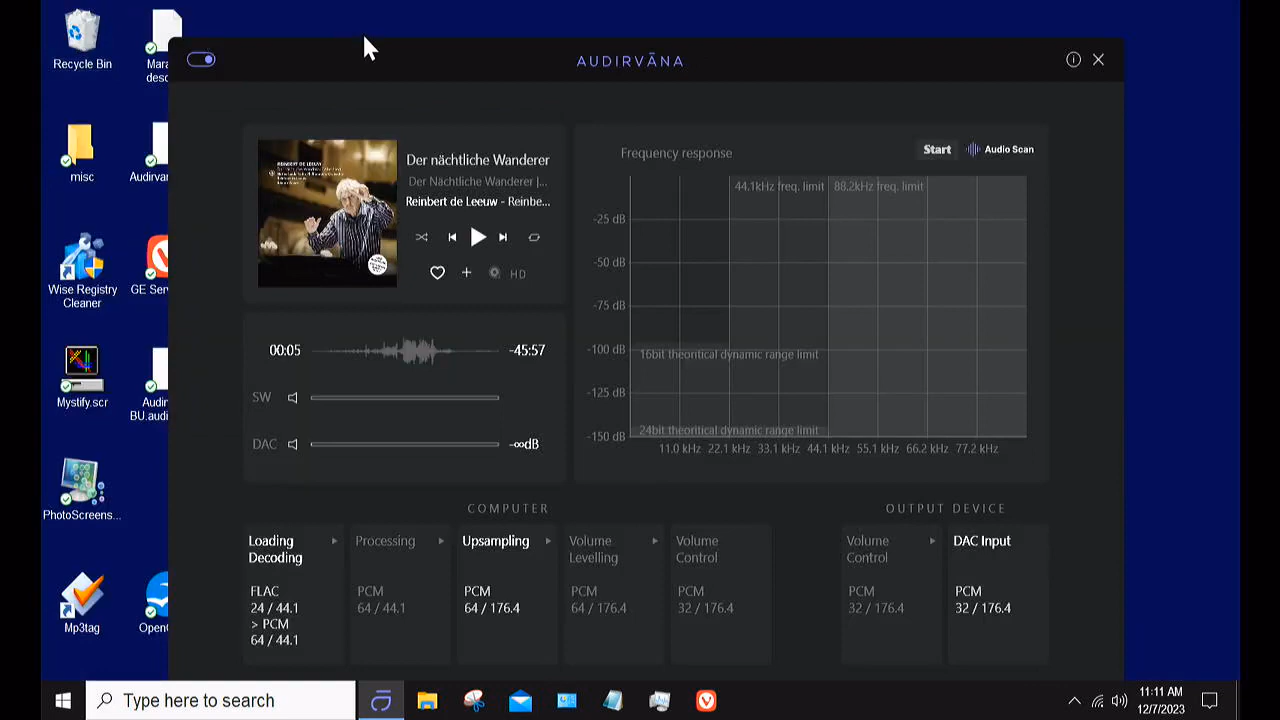 Recycle Bin
Mara
desc
misc
Audirvan
Wise Registry
Cleaner
GE Serv
Mystify.scr
Audir
BU.audi
PhotoScreens...
Mp3tag
OpenO
AUDIRVĀNA
REINBERT DE LEEUW
Der nächtliche Wanderer
Der Nächtliche Wanderer |...
Reinbert de Leeuw - Reinbe...
HD
00:05
-45:57
SW
DAC
-∞dB
Frequency response
Start
Audio Scan
44.1kHz freq. limit
88.2kHz freq. limit
-25 dB
-50 dB
-75 dB
-100 dB
16bit theoritical dynamic range limit
-125 dB
24bit theoritical dynamic range limit
-150 dB
11.0 kHz 22.1 kHz 33.1 kHz 44.1 kHz 55.1 kHz 66.2 kHz 77.2 kHz
COMPUTER
Loading
Decoding
FLAC
24 / 44.1
> PCM
64 / 44.1
Processing
PCM
64 / 44.1
Upsampling
PCM
64 / 176.4
Volume
Levelling
PCM
64 / 176.4
Volume
Control
PCM
32 / 176.4
OUTPUT DEVICE
Volume
Control
PCM
32 / 176.4
DAC Input
PCM
32 / 176.4
Type here to search
11:11 AM
12/7/2023